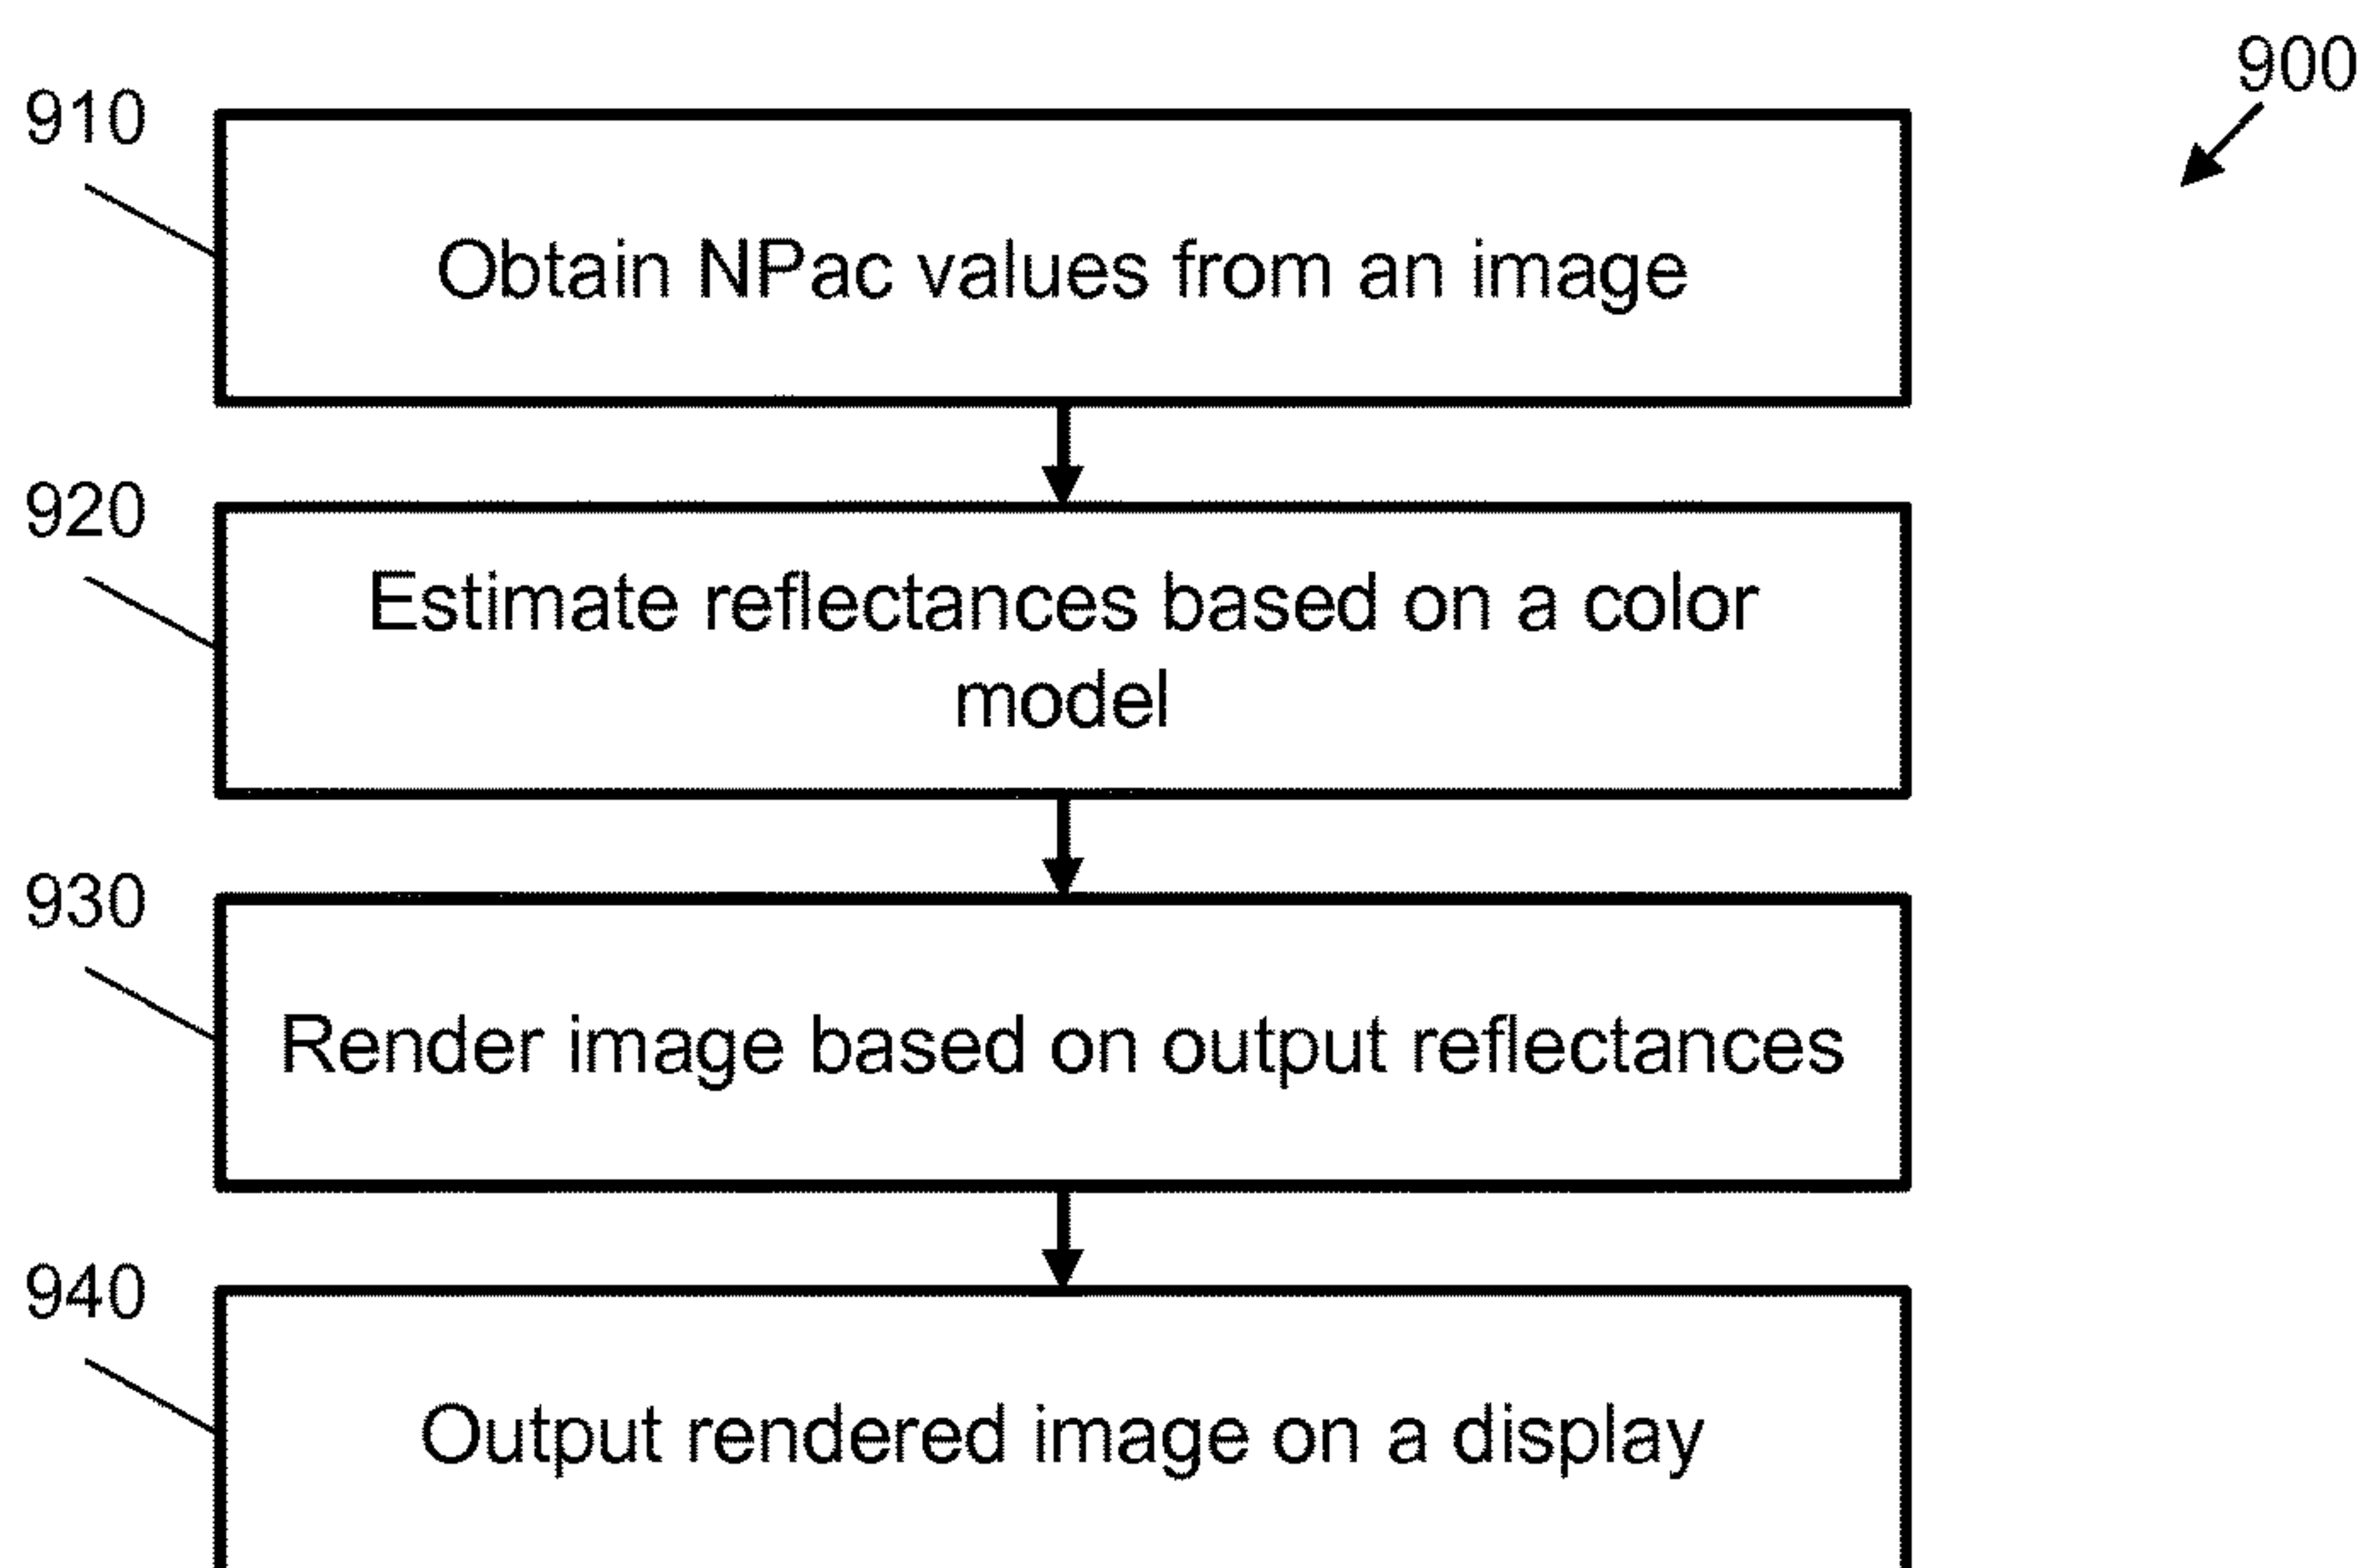 900
910
Obtain NPac values from an image
920
Estimate reflectances based on a color
model
930
Render image based on output reflectances
940
Output rendered image on a display